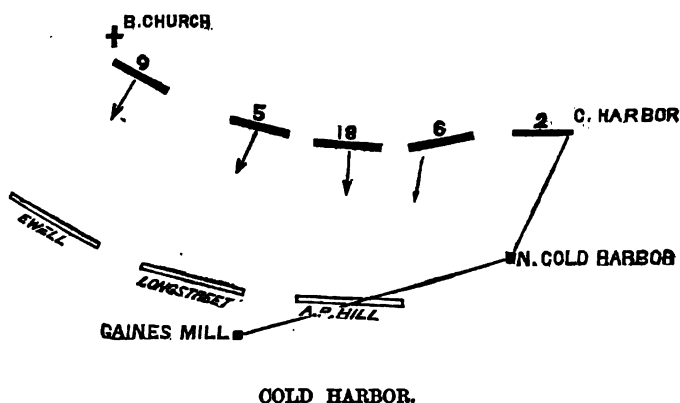 B. CHURCH
9
5
18
6
2
C. HARBOR
EWELL
LONGSTREET
A.P. HILL
N. COLD HARBOR
GAINES MILL
COLD HARBOR.